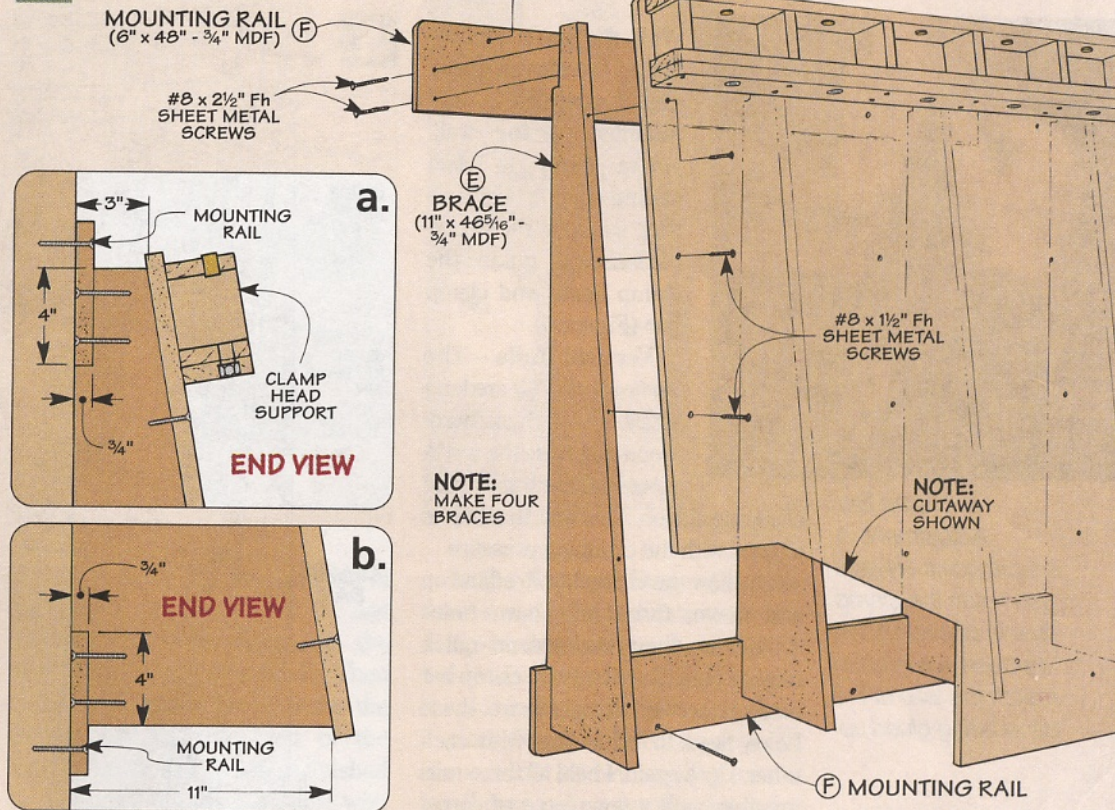 MOUNTING RAIL Ⓕ
(6" x 48" - ¾" MDF)
#8 x 2½" Fh
SHEET METAL
SCREWS
Ⓔ
BRACE
(11" x 46 5/16" -
¾" MDF)
a.
3"
MOUNTING
RAIL
4"
CLAMP
HEAD
SUPPORT
¾"
END VIEW
#8 x 1½" Fh
SHEET METAL
SCREWS
NOTE:
MAKE FOUR
BRACES
NOTE:
CUTAWAY
SHOWN
b.
¾"
END VIEW
4"
MOUNTING
RAIL
11"
Ⓕ MOUNTING RAIL